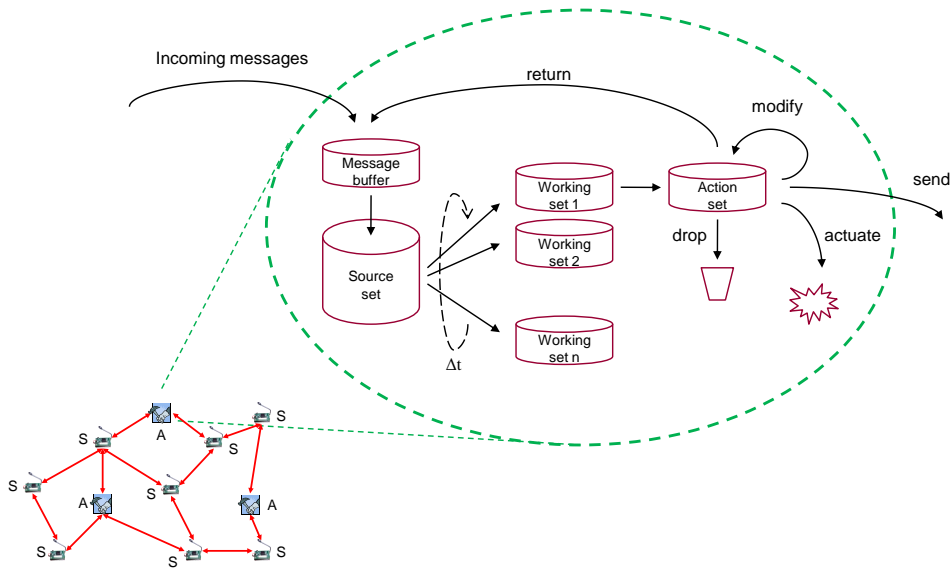 Incoming messages
return
modify
Message
buffer
Working
set 1
Action
set
send
Working
set 2
drop
actuate
Source
set
Working
set n
Δt
S
A
S
S
S
S
A
A
S
S
S